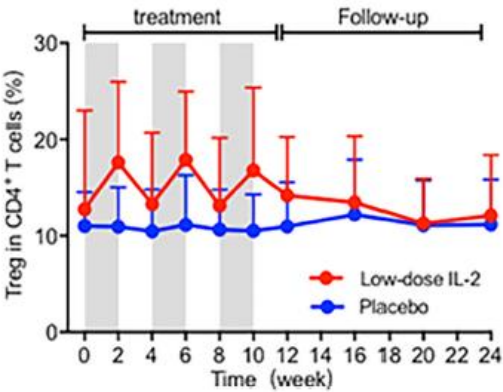 treatment Follow-up
Treg in CD4⁺ T cells (%)
30
20
10
0
Low-dose IL-2
Placebo
0 2 4 6 8 10 12 14 16 18 20 22 24
Time (week)